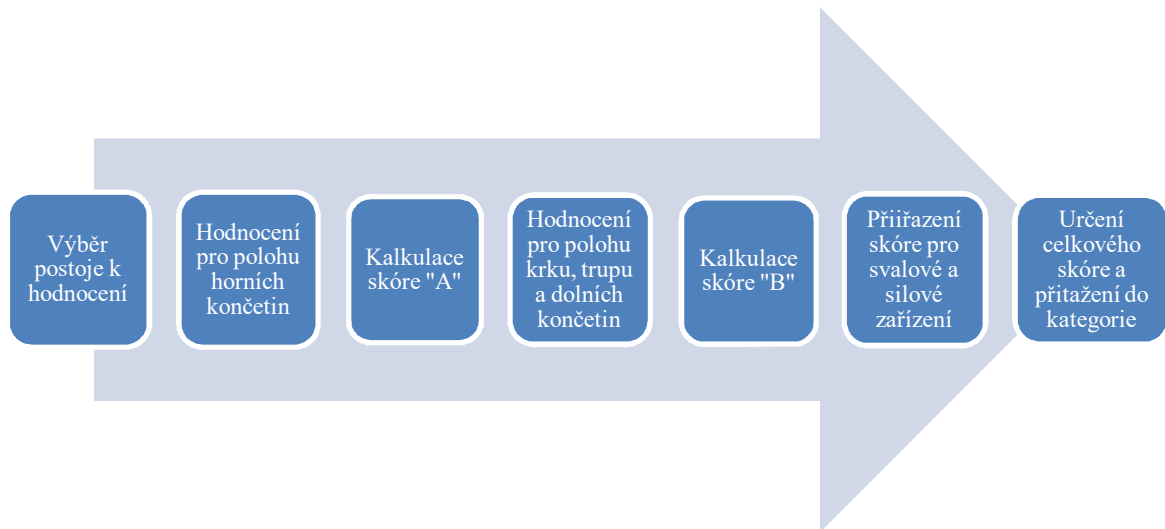 Výběr
postoje k
hodnocení
Hodnocení
pro polohu
horních
končetin
Kalkulace
skóre "A"
Hodnocení
pro polohu
krku, trupu
a dolních
končetin
Kalkulace
skóre "B"
Přiiřazení
skóre pro
svalové a
silové
zařízení
Určení
celkového
skóre a
přitažení do
kategorie